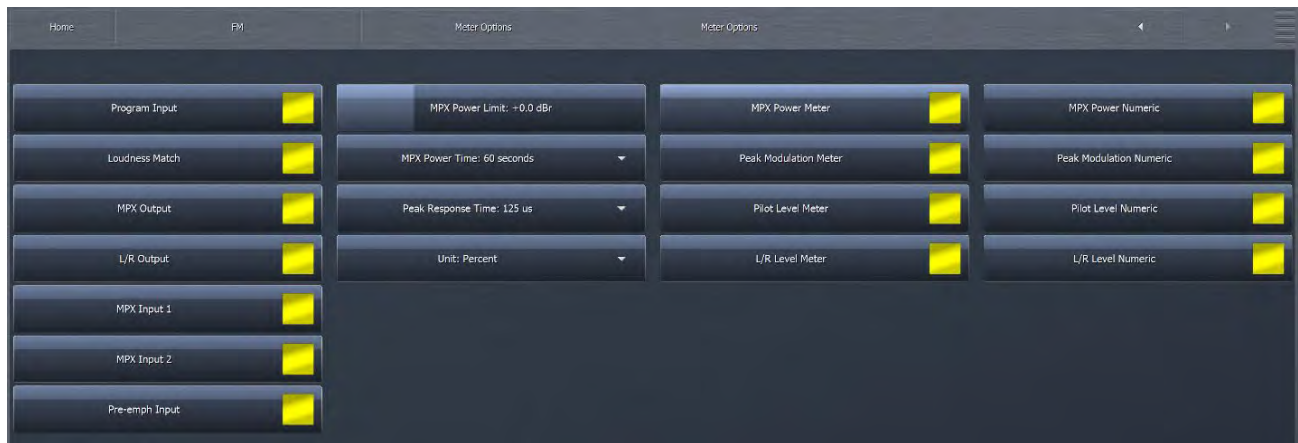 Home FM Meter Options Meter Options
Program Input MPX Power Limit: +0.0 dBr MPX Power Meter MPX Power Numeric
Loudness Match MPX Power Time: 60 seconds Peak Modulation Meter Peak Modulation Numeric
MPX Output Peak Response Time: 125 us Pilot Level Meter Pilot Level Numeric
L/R Output Unit: Percent L/R Level Meter L/R Level Numeric
MPX Input 1
MPX Input 2
Pre-emph Input